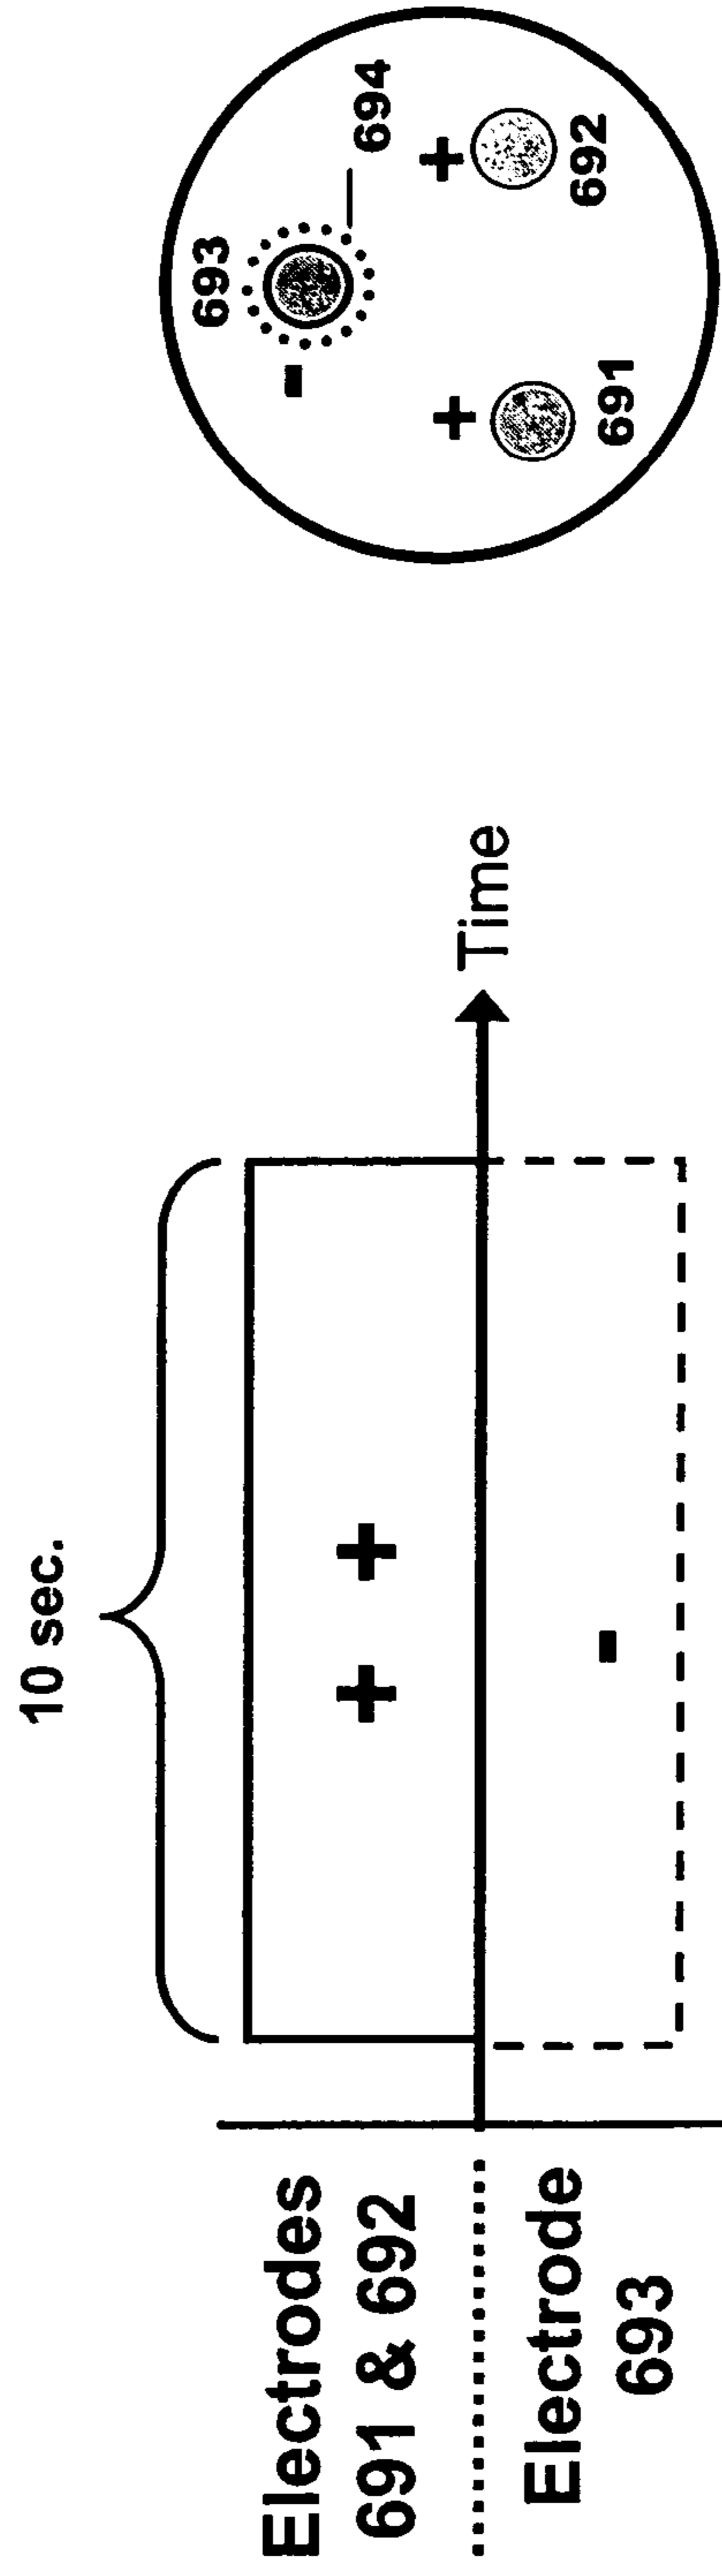 10 sec.
Electrodes
691 & 692
+ +
Time
Electrode
693
-
693
694
-
+
+
691
692